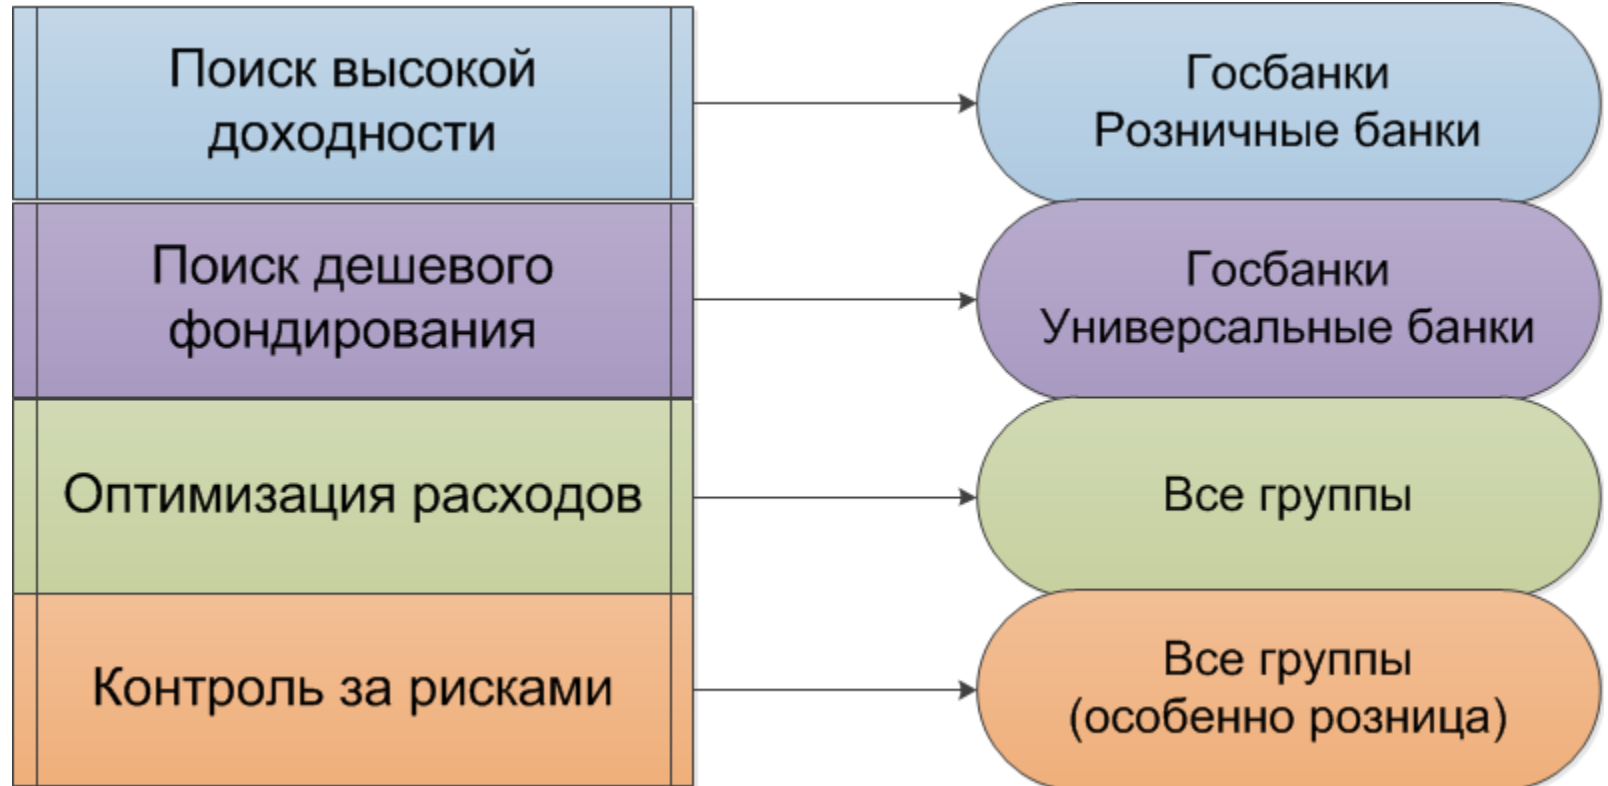 Поиск высокой
доходности
Госбанки
Розничные банки
Поиск дешевого
фондирования
Госбанки
Универсальные банки
Оптимизация расходов
Все группы
Контроль за рисками
Все группы
(особенно розница)